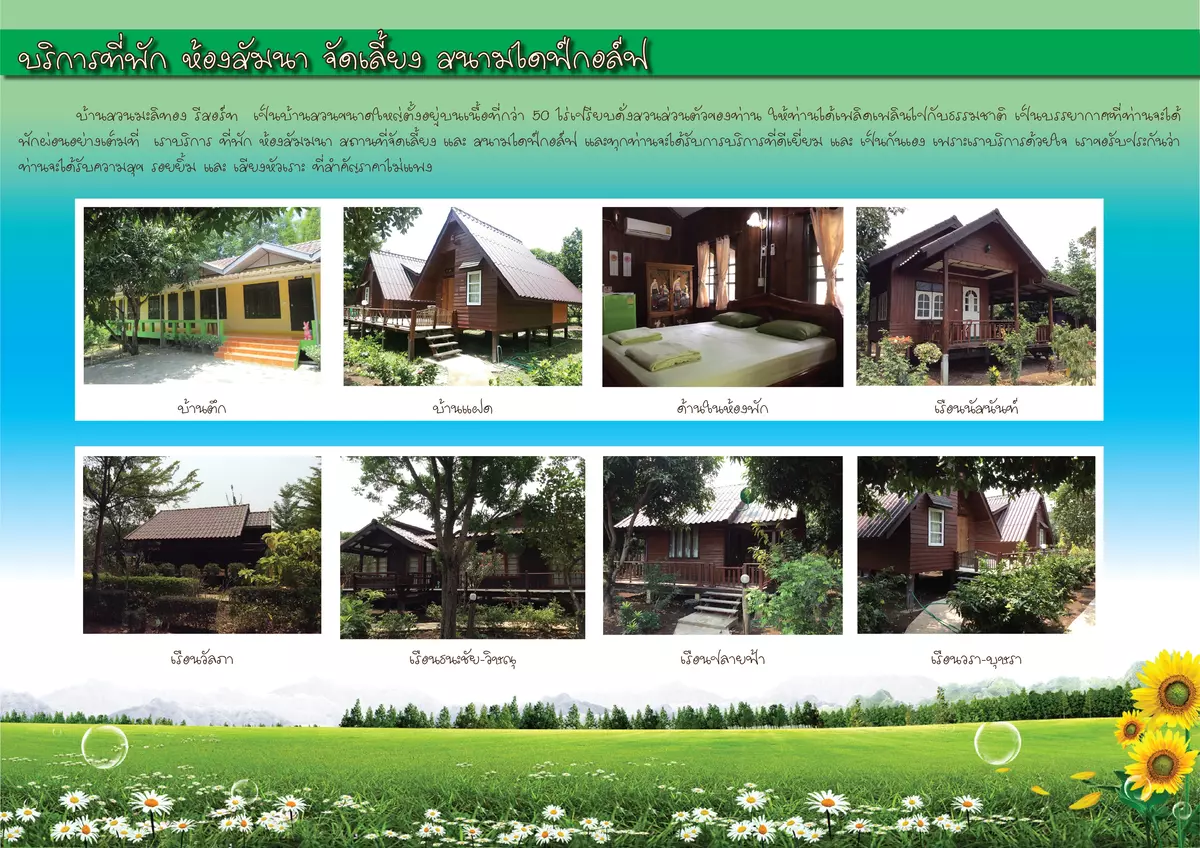 บริการที่พัก ห้องสัมนา จัดเลี้ยง สนามไดฟ์กอล์ฟ
บ้านสวนมะลิทอง รีสอร์ท เป็นบ้านสวนขนาดใหญ่ตั้งอยู่บนเนื้อที่กว่า 50 ไร่เปรียบดั่งสวนส่วนตัวของท่าน ให้ท่านได้เพลิดเพลินไปกับธรรมชาติ เป็นบรรยากาศที่ท่านจะได้
พักผ่อนอย่างเต็มที่ เราบริการ ที่พัก ห้องสัมมนา สถานที่จัดเลี้ยง และ สนามไดฟ์กอล์ฟ และทุกท่านจะได้รับการบริการที่ดีเยี่ยม และ เป็นกันเอง เพราะเราบริการด้วยใจ เราขอรับประกันว่า
ท่านจะได้รับความสุข รอยยิ้ม และ เสียงหัวเราะ ที่สำคัญราคาไม่แพง
บ้านตึก
บ้านแฝด
ด้านในห้องพัก
เรือนนัสนันท์
เรือนวัลภา
เรือนธนะชัย-วิษณุ
เรือนปลายฟ้า
เรือนวรา-บุษรา